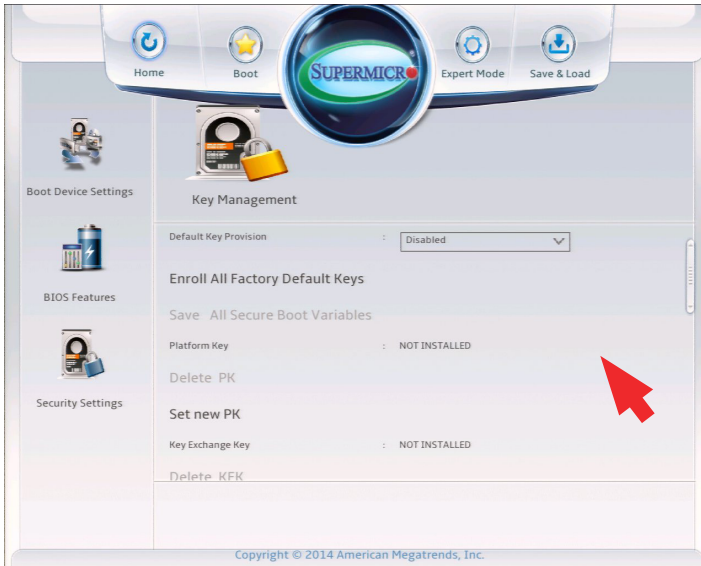 Home
Boot
SUPERMICRO
Expert Mode
Save & Load
Boot Device Settings
BIOS Features
Security Settings
Key Management
Default Key Provision : Disabled
Enroll All Factory Default Keys
Save All Secure Boot Variables
Platform Key : NOT INSTALLED
Delete PK
Set new PK
Key Exchange Key : NOT INSTALLED
Delete KEK
Copyright © 2014 American Megatrends, Inc.